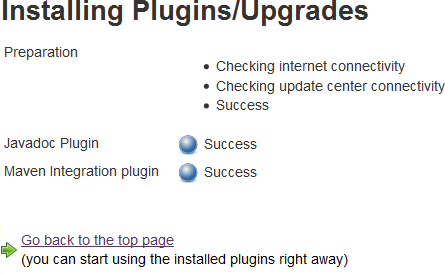 Installing Plugins/Upgrades
Preparation
Checking internet connectivity
Checking update center connectivity
Success
Javadoc Plugin Success
Maven Integration plugin Success
Go back to the top page
(you can start using the installed plugins right away)